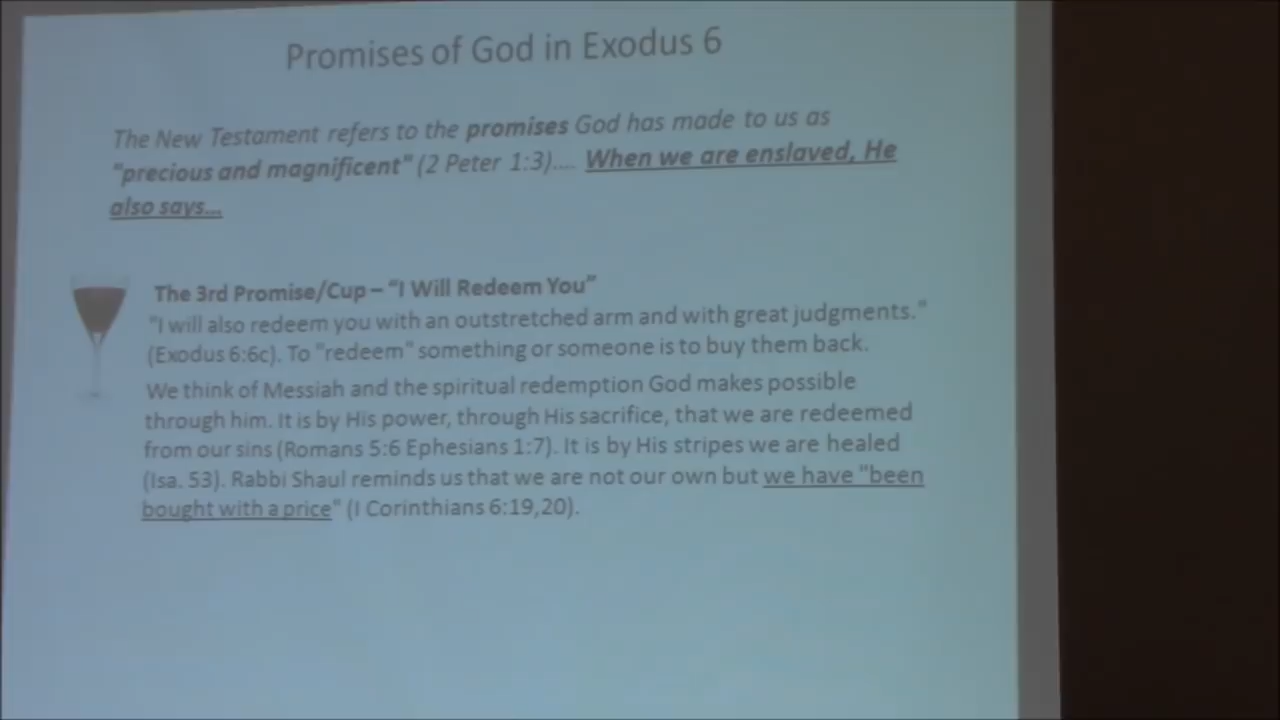 Promises of God in Exodus 6
The New Testament refers to the promises God has made to us as
"precious and magnificent" (2 Peter 1:3).... When we are enslaved, He
also says...
The 3rd Promise/Cup – "I Will Redeem You"
"I will also redeem you with an outstretched arm and with great judgments."
(Exodus 6:6c). To "redeem" something or someone is to buy them back.
We think of Messiah and the spiritual redemption God makes possible
through him. It is by His power, through His sacrifice, that we are redeemed
from our sins (Romans 5:6 Ephesians 1:7). It is by His stripes we are healed
(Isa. 53). Rabbi Shaul reminds us that we are not our own but we have "been
bought with a price" (I Corinthians 6:19,20).